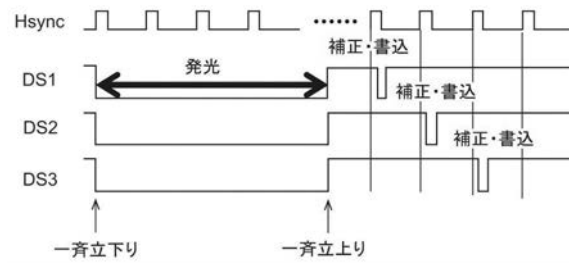 Hsync
••••••
補正・書込
発光
DS1
補正・書込
DS2
補正・書込
DS3
一斉立下り
一斉立上り